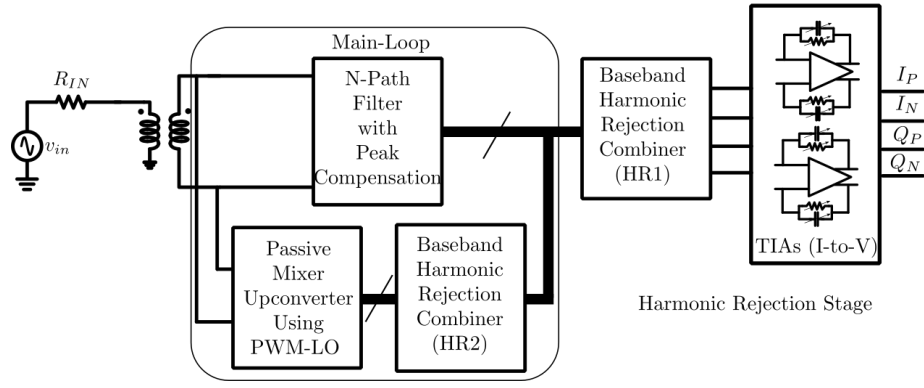 Main-Loop
R_IN
v_in
N-Path
Filter
with
Peak
Compensation
Passive
Mixer
Upconverter
Using
PWM-LO
Baseband
Harmonic
Rejection
Combiner
(HR2)
Baseband
Harmonic
Rejection
Combiner
(HR1)
TIAs (I-to-V)
I_P
I_N
Q_P
Q_N
Harmonic Rejection Stage